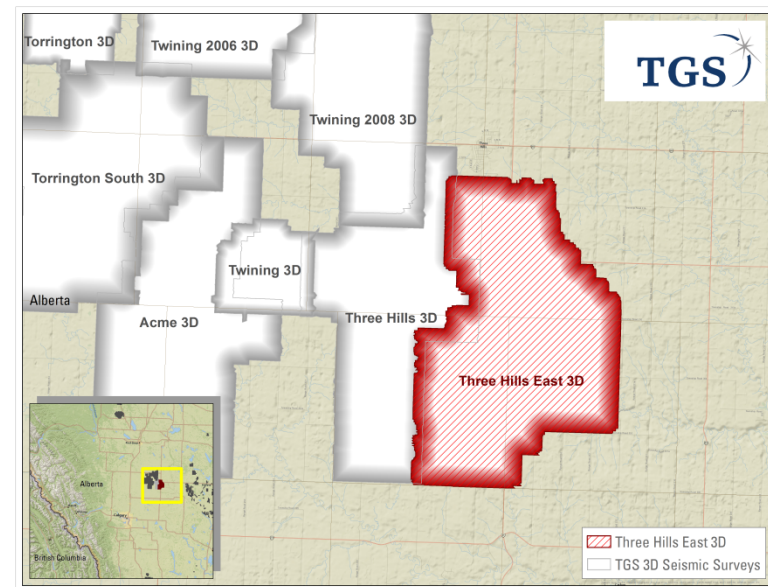 Torrington 3D
Twining 2006 3D
TGS
Twining 2008 3D
Torrington South 3D
Twining 3D
Alberta
Acme 3D
Three Hills 3D
Three Hills East 3D
Alberta
British Columbia
Three Hills East 3D
TGS 3D Seismic Surveys